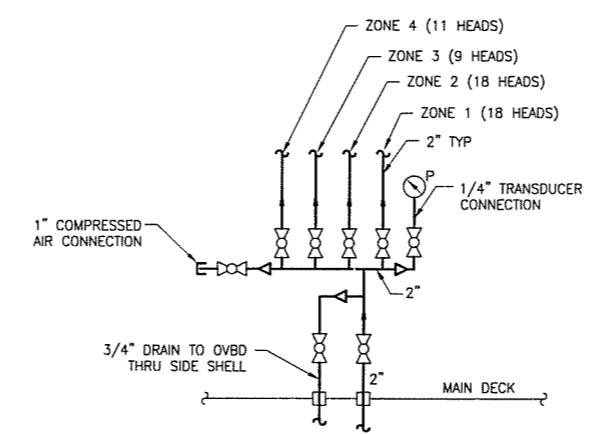 ZONE 4 (11 HEADS)
ZONE 3 (9 HEADS)
ZONE 2 (18 HEADS)
ZONE 1 (18 HEADS)
2" TYP
P
1/4" TRANSDUCER
CONNECTION
1" COMPRESSED
AIR CONNECTION
2"
3/4" DRAIN TO OVBD
THRU SIDE SHELL
2"
MAIN DECK